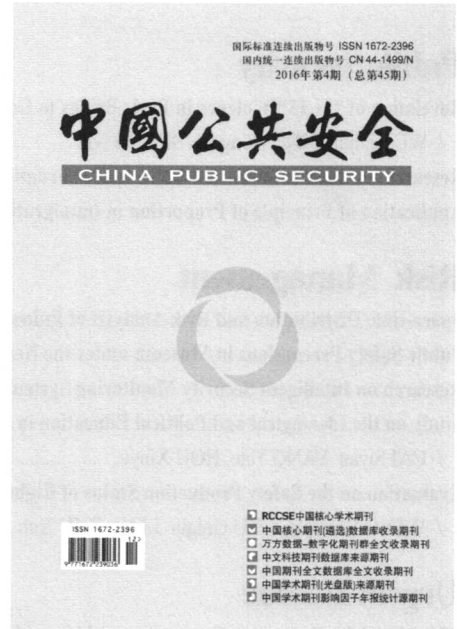 国际标准连续出版物号 ISSN 1672-2396
国内统一连续出版物号 CN 44-1499/N
2016年第4期（总第45期）
中國公共安全
CHINA PUBLIC SECURITY
Risk Management
RCCSE中国核心学术期刊
中国核心期刊(遴选)数据库收录期刊
万方数据-数字化期刊群全文收录期刊
中文科技期刊数据库来源期刊
中国期刊全文数据库全文收录期刊
中国学术期刊(光盘版)来源期刊
中国学术期刊影响因子年报统计源期刊
ISSN 1672-2396
12>
9 771672 239056